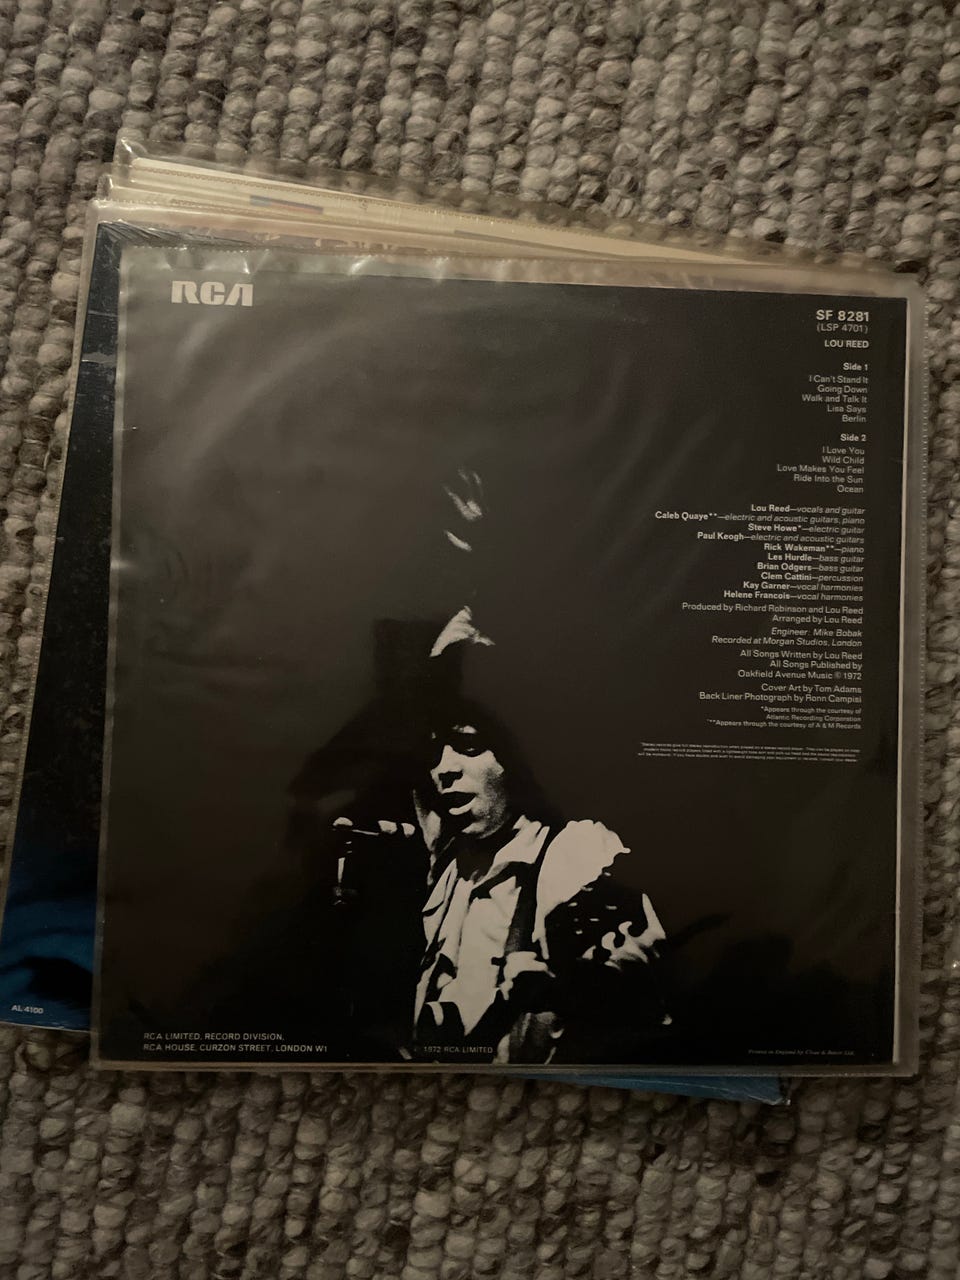 RCA
SF 8281
(LSP 4701)
LOU REED
Side 1
I Can't Stand It
Going Down
Walk and Talk It
Lisa Says
Berlin
Side 2
I Love You
Wild Child
Love Makes You Feel
Ride Into the Sun
Ocean
Lou Reed—vocals and guitar
Caleb Quaye**—electric and acoustic guitars, piano
Steve Howe*—electric guitar
Paul Keogh—electric and acoustic guitars
Rick Wakeman**—piano
Les Hurdle—bass guitar
Brian Odgers—bass guitar
Clem Cattini—percussion
Kay Garner—vocal harmonies
Helene Francois—vocal harmonies
Produced by Richard Robinson and Lou Reed
Arranged by Lou Reed
Engineer: Mike Bobak
Recorded at Morgan Studios, London
All Songs Written by Lou Reed
All Songs Published by
Oakfield Avenue Music © 1972
Cover Art by Tom Adams
Back Liner Photograph by Ronn Campisi
*Appears through the courtesy of
Atlantic Recording Corporation
**Appears through the courtesy of A & M Records
AL 4100
RCA LIMITED, RECORD DIVISION,
RCA HOUSE, CURZON STREET, LONDON W1
1972 RCA LIMITED
Printed in England by